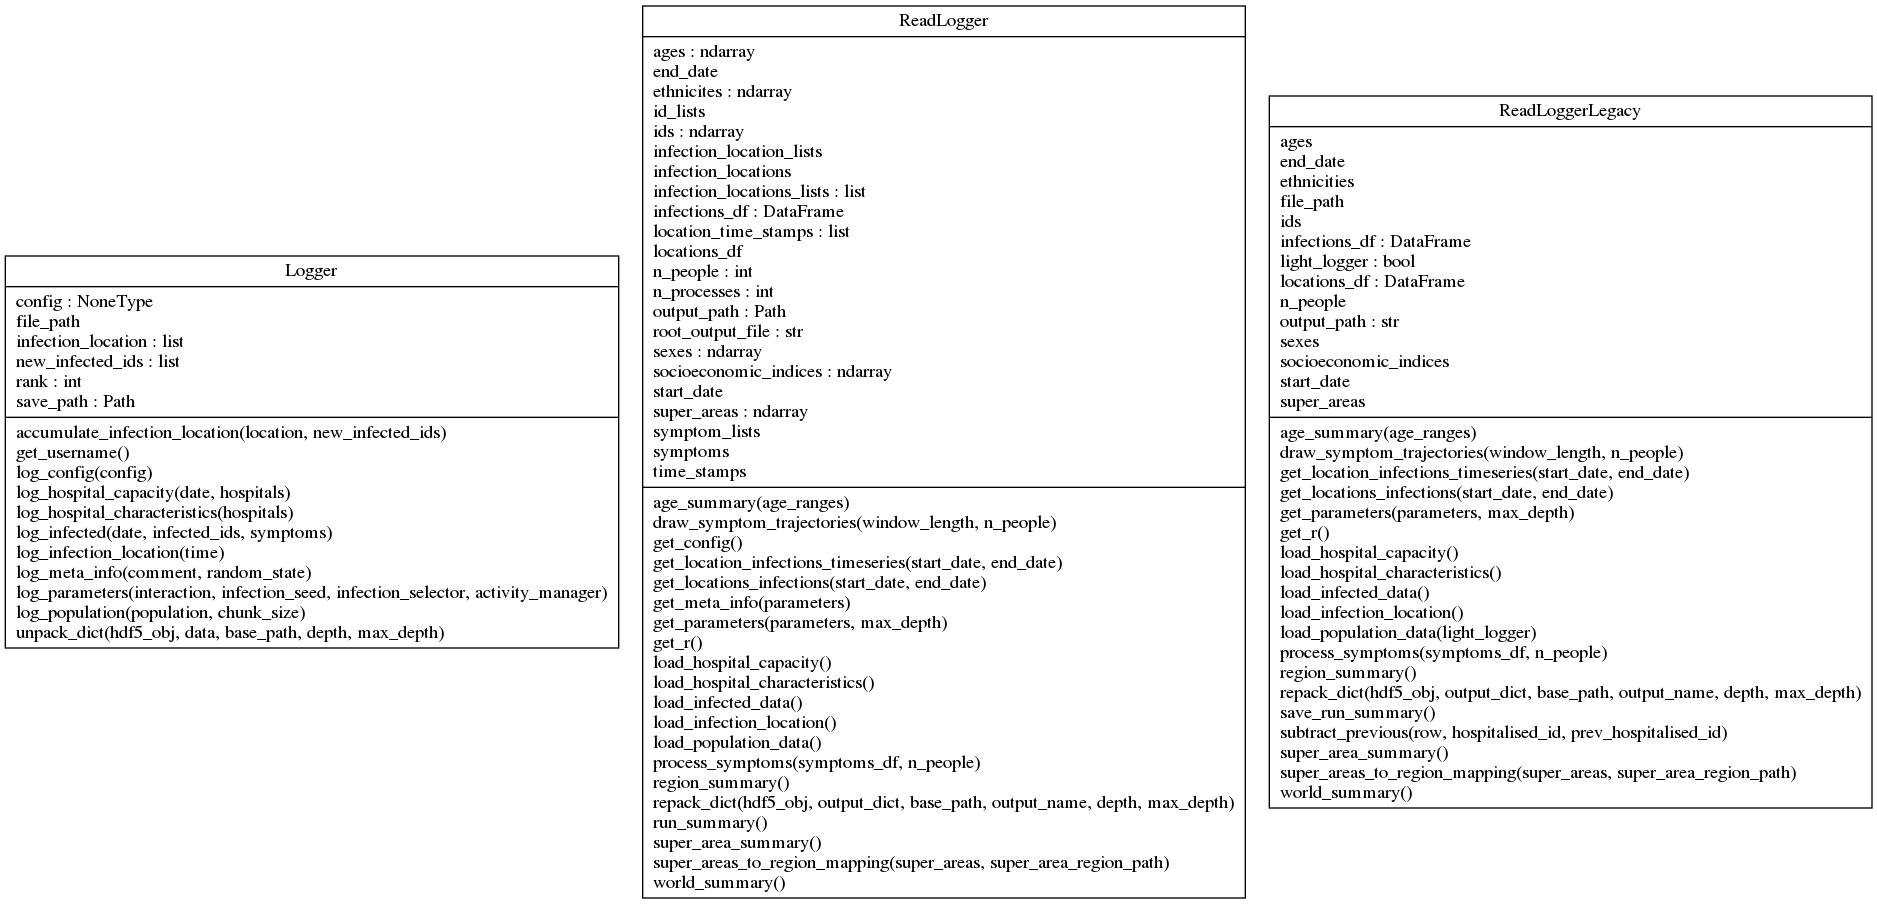 Logger
config : NoneType
file_path
infection_location : list
new_infected_ids : list
rank : int
save_path : Path
accumulate_infection_location(location, new_infected_ids)
get_username()
log_config(config)
log_hospital_capacity(date, hospitals)
log_hospital_characteristics(hospitals)
log_infected(date, infected_ids, symptoms)
log_infection_location(time)
log_meta_info(comment, random_state)
log_parameters(interaction, infection_seed, infection_selector, activity_manager)
log_population(population, chunk_size)
unpack_dict(hdf5_obj, data, base_path, depth, max_depth)
ReadLogger
ages : ndarray
end_date
ethnicites : ndarray
id_lists
ids : ndarray
infection_location_lists
infection_locations
infection_locations_lists : list
infections_df : DataFrame
location_time_stamps : list
locations_df
n_people : int
n_processes : int
output_path : Path
root_output_file : str
sexes : ndarray
socioeconomic_indices : ndarray
start_date
super_areas : ndarray
symptom_lists
symptoms
time_stamps
age_summary(age_ranges)
draw_symptom_trajectories(window_length, n_people)
get_config()
get_location_infections_timeseries(start_date, end_date)
get_locations_infections(start_date, end_date)
get_meta_info(parameters)
get_parameters(parameters, max_depth)
get_r()
load_hospital_capacity()
load_hospital_characteristics()
load_infected_data()
load_infection_location()
load_population_data()
process_symptoms(symptoms_df, n_people)
region_summary()
repack_dict(hdf5_obj, output_dict, base_path, output_name, depth, max_depth)
run_summary()
super_area_summary()
super_areas_to_region_mapping(super_areas, super_area_region_path)
world_summary()
ReadLoggerLegacy
ages
end_date
ethnicities
file_path
ids
infections_df : DataFrame
light_logger : bool
locations_df : DataFrame
n_people
output_path : str
sexes
socioeconomic_indices
start_date
super_areas
age_summary(age_ranges)
draw_symptom_trajectories(window_length, n_people)
get_location_infections_timeseries(start_date, end_date)
get_locations_infections(start_date, end_date)
get_parameters(parameters, max_depth)
get_r()
load_hospital_capacity()
load_hospital_characteristics()
load_infected_data()
load_infection_location()
load_population_data(light_logger)
process_symptoms(symptoms_df, n_people)
region_summary()
repack_dict(hdf5_obj, output_dict, base_path, output_name, depth, max_depth)
save_run_summary()
subtract_previous(row, hospitalised_id, prev_hospitalised_id)
super_area_summary()
super_areas_to_region_mapping(super_areas, super_area_region_path)
world_summary()